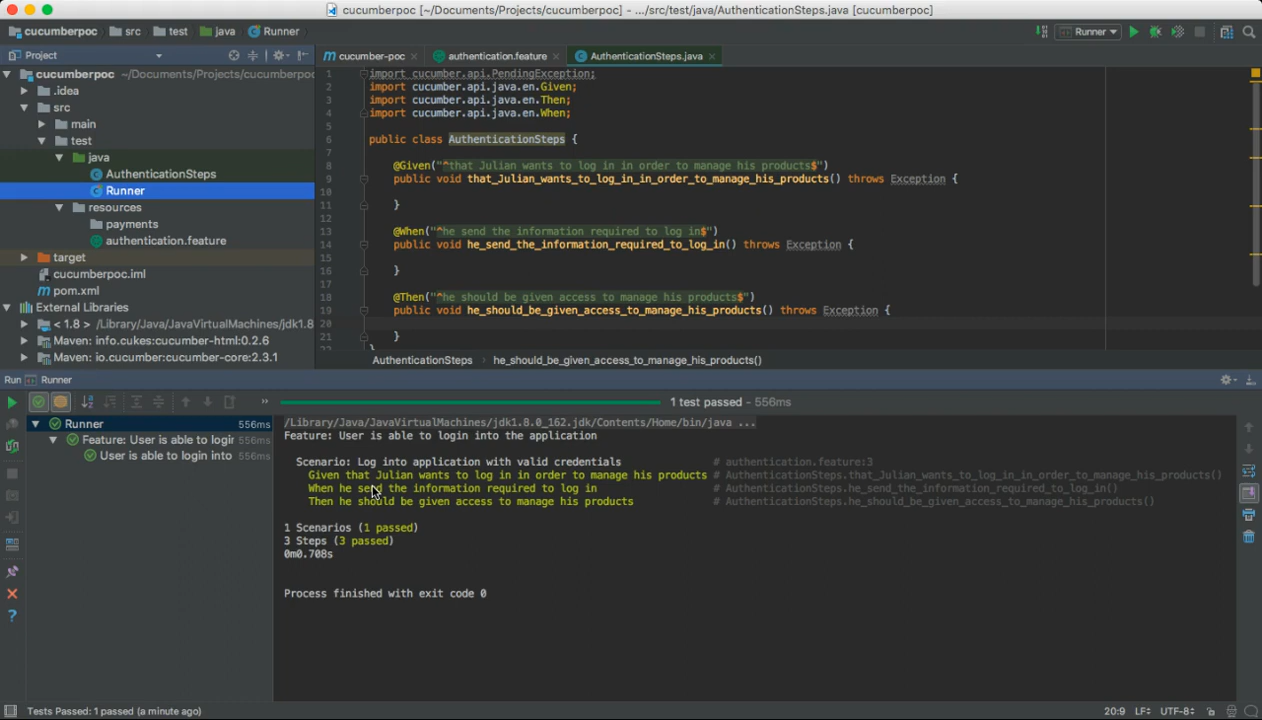 cucumberpoc [~/Documents/Projects/cucumberpoc] - .../src/test/java/AuthenticationSteps.java [cucumberpoc]
cucumberpoc src test java Runner
Runner
Project
cucumber-poc authentication.feature AuthenticationSteps.java
cucumberpoc ~/Documents/Projects/cucumberpoc
.idea
src
main
test
java
AuthenticationSteps
Runner
resources
payments
authentication.feature
target
cucumberpoc.iml
pom.xml
External Libraries
< 1.8 > /Library/Java/JavaVirtualMachines/jdk1.8
Maven: info.cukes:cucumber-html:0.2.6
Maven: io.cucumber:cucumber-core:2.3.1
1 import cucumber.api.PendingException;
2 import cucumber.api.java.en.Given;
3 import cucumber.api.java.en.Then;
4 import cucumber.api.java.en.When;
5
6 public class AuthenticationSteps {
7
8 @Given("^that Julian wants to log in in order to manage his products$")
9 public void that_Julian_wants_to_log_in_in_order_to_manage_his_products() throws Exception {
10
11 }
12
13 @When("^he send the information required to log in$")
14 public void he_send_the_information_required_to_log_in() throws Exception {
15
16 }
17
18 @Then("^he should be given access to manage his products$")
19 public void he_should_be_given_access_to_manage_his_products() throws Exception {
20
21 }
22 }
AuthenticationSteps he_should_be_given_access_to_manage_his_products()
Run Runner
1 test passed - 556ms
Runner 556ms
Feature: User is able to login 556ms
User is able to login into 556ms
/Library/Java/JavaVirtualMachines/jdk1.8.0_162.jdk/Contents/Home/bin/java ...
Feature: User is able to login into the application
Scenario: Log into application with valid credentials # authentication.feature:3
Given that Julian wants to log in in order to manage his products # AuthenticationSteps.that_Julian_wants_to_log_in_in_order_to_manage_his_products()
When he send the information required to log in # AuthenticationSteps.he_send_the_information_required_to_log_in()
Then he should be given access to manage his products # AuthenticationSteps.he_should_be_given_access_to_manage_his_products()
1 Scenarios (1 passed)
3 Steps (3 passed)
0m0.708s
Process finished with exit code 0
Tests Passed: 1 passed (a minute ago)
20:9 LF UTF-8